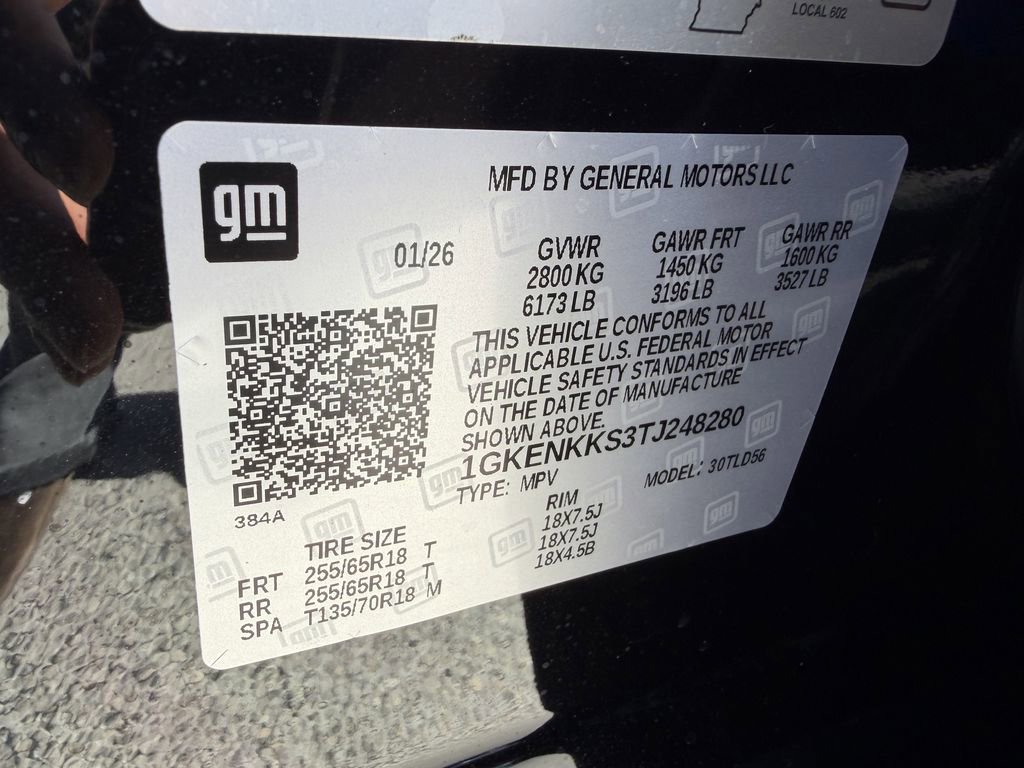 LOCAL 602
gm
MFD BY GENERAL MOTORS LLC
01/26
GVWR GAWR FRT GAWR RR
2800 KG 1450 KG 1600 KG
6173 LB 3196 LB 3527 LB
THIS VEHICLE CONFORMS TO ALL
APPLICABLE U.S. FEDERAL MOTOR
VEHICLE SAFETY STANDARDS IN EFFECT
ON THE DATE OF MANUFACTURE
SHOWN ABOVE.
1GKENKKS3TJ248280
TYPE: MPV MODEL: 30TLD56
384A
TIRE SIZE RIM
FRT 255/65R18 T 18X7.5J
RR 255/65R18 T 18X7.5J
SPA T135/70R18 M 18X4.5B